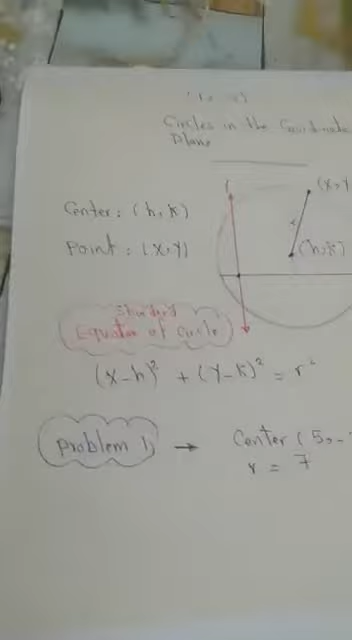 Circles in the Coordinate
Plane
(x,y
Center: (h,k)
r
(h,k)
Point: (x,y)
Standard
Equation of Circle
(x-h)² + (y-k)² = r²
Problem 1 → Center (5,-
r = 7